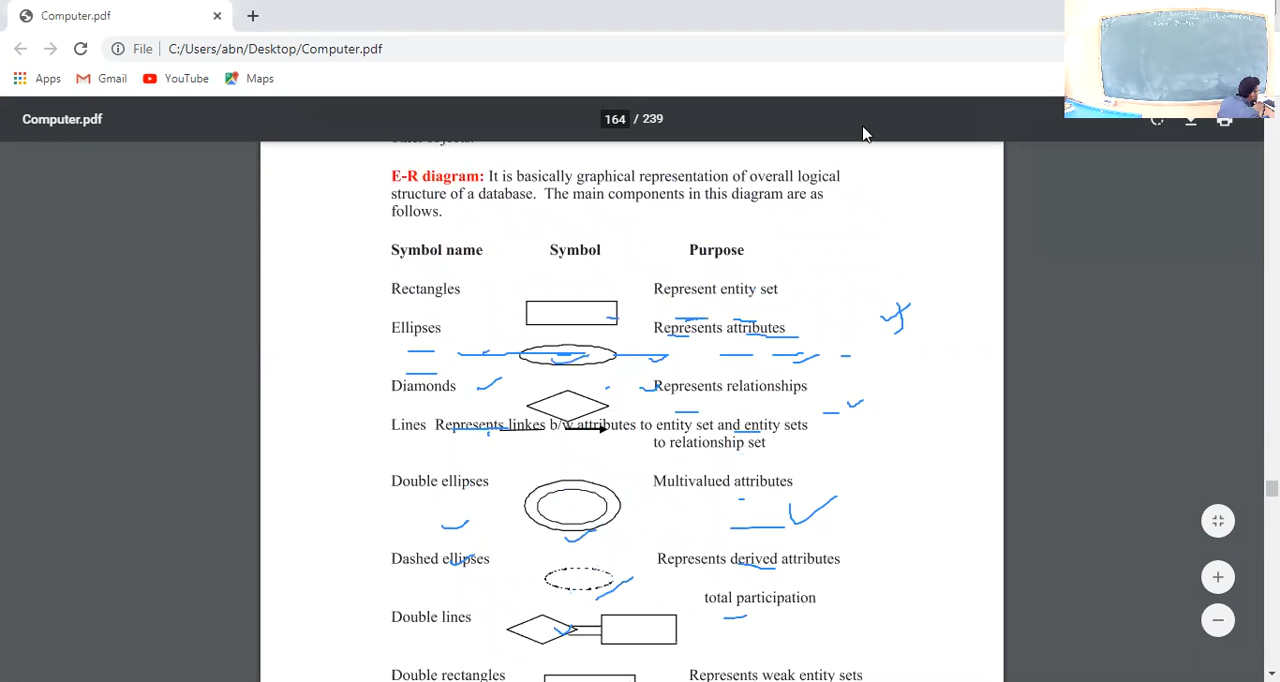 Computer.pdf
File C:/Users/abn/Desktop/Computer.pdf
Apps Gmail YouTube Maps
Computer.pdf 164 / 239
E-R diagram: It is basically graphical representation of overall logical
structure of a database. The main components in this diagram are as
follows.
Symbol name Symbol Purpose
Rectangles Represent entity set
Ellipses Represents attributes
Diamonds Represents relationships
Lines Represents linkes b/w attributes to entity set and entity sets
to relationship set
Double ellipses Multivalued attributes
Dashed ellipses Represents derived attributes
total participation
Double lines
Double rectangles Represents weak entity sets